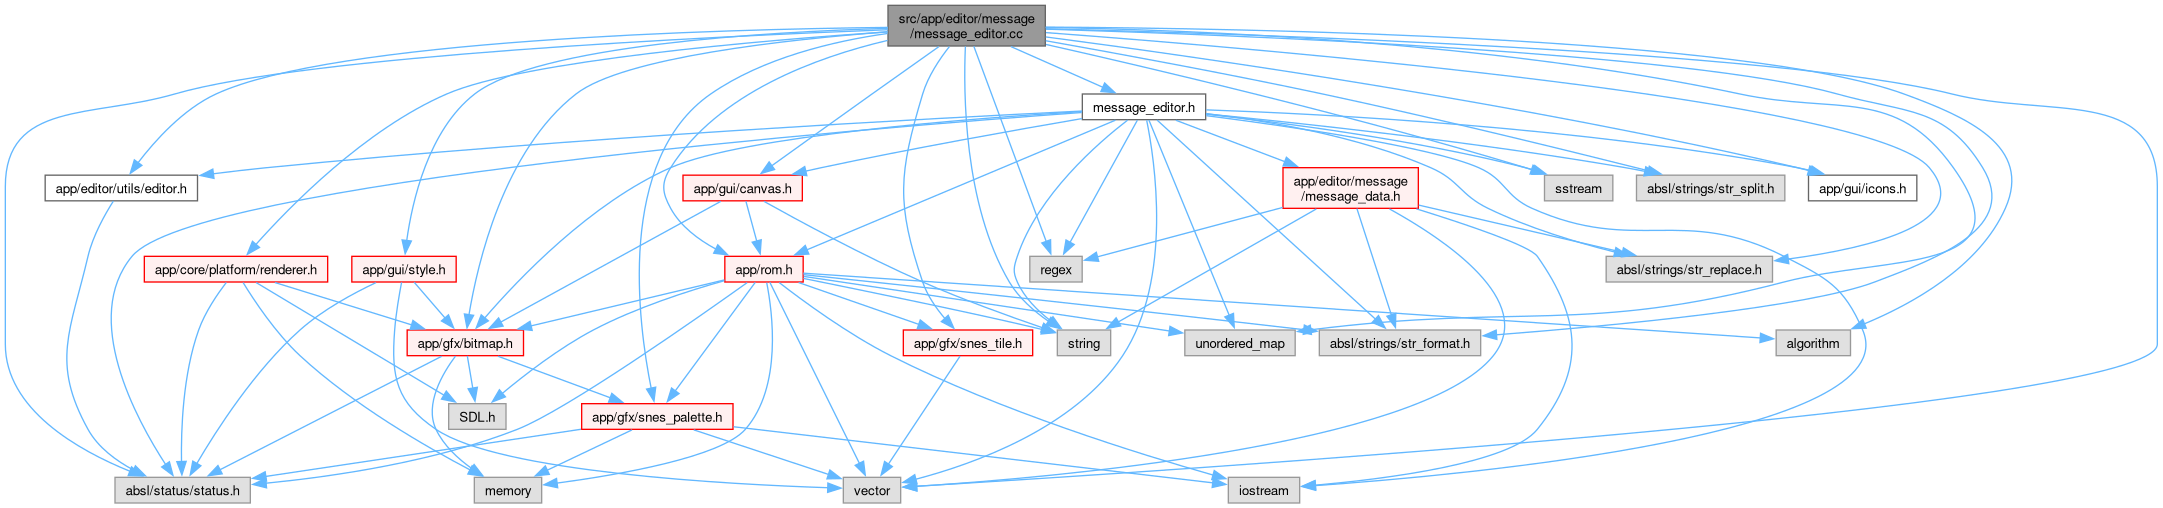 src/app/editor/message
/message_editor.cc
message_editor.h
app/editor/utils/editor.h
app/gui/canvas.h
app/editor/message
/message_data.h
sstream
absl/strings/str_split.h
app/gui/icons.h
app/core/platform/renderer.h
app/gui/style.h
app/rom.h
regex
absl/strings/str_replace.h
app/gfx/bitmap.h
app/gfx/snes_tile.h
string
unordered_map
absl/strings/str_format.h
algorithm
SDL.h
app/gfx/snes_palette.h
absl/status/status.h
memory
vector
iostream